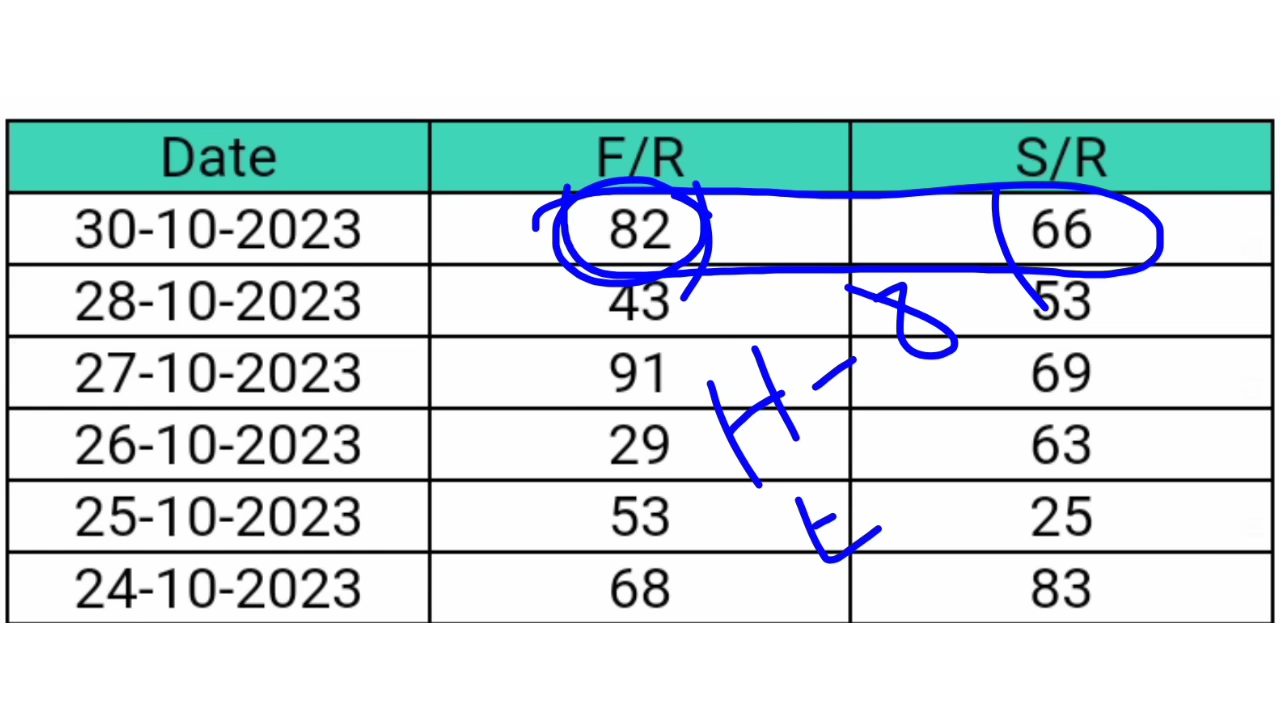 Date F/R S/R
30-10-2023 82 66
28-10-2023 43 53
27-10-2023 91 69
26-10-2023 29 63
25-10-2023 53 25
24-10-2023 68 83
H - 8
E